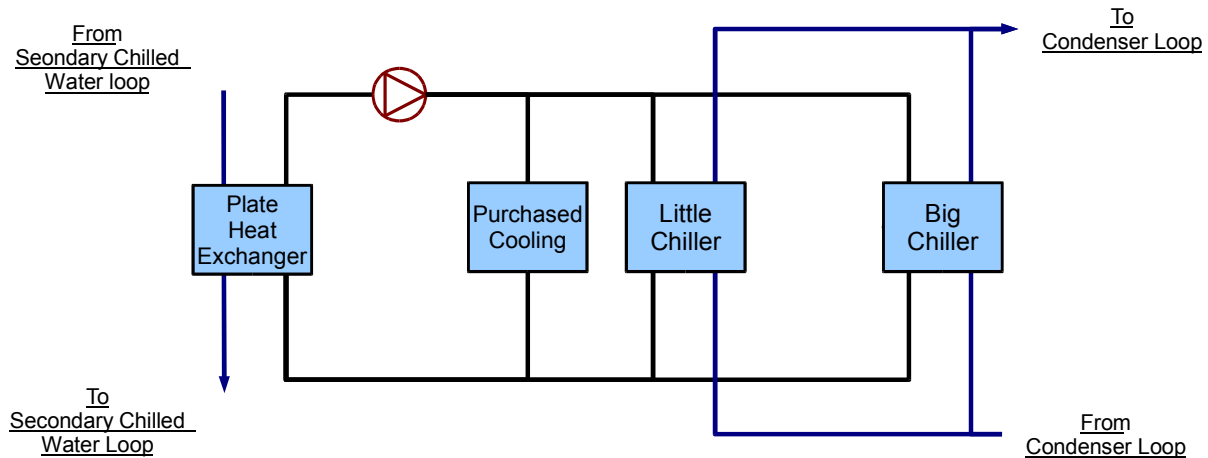 From
Seondary Chilled
Water loop
To
Condenser Loop
Plate
Heat
Exchanger
Purchased
Cooling
Little
Chiller
Big
Chiller
To
Secondary Chilled
Water Loop
From
Condenser Loop